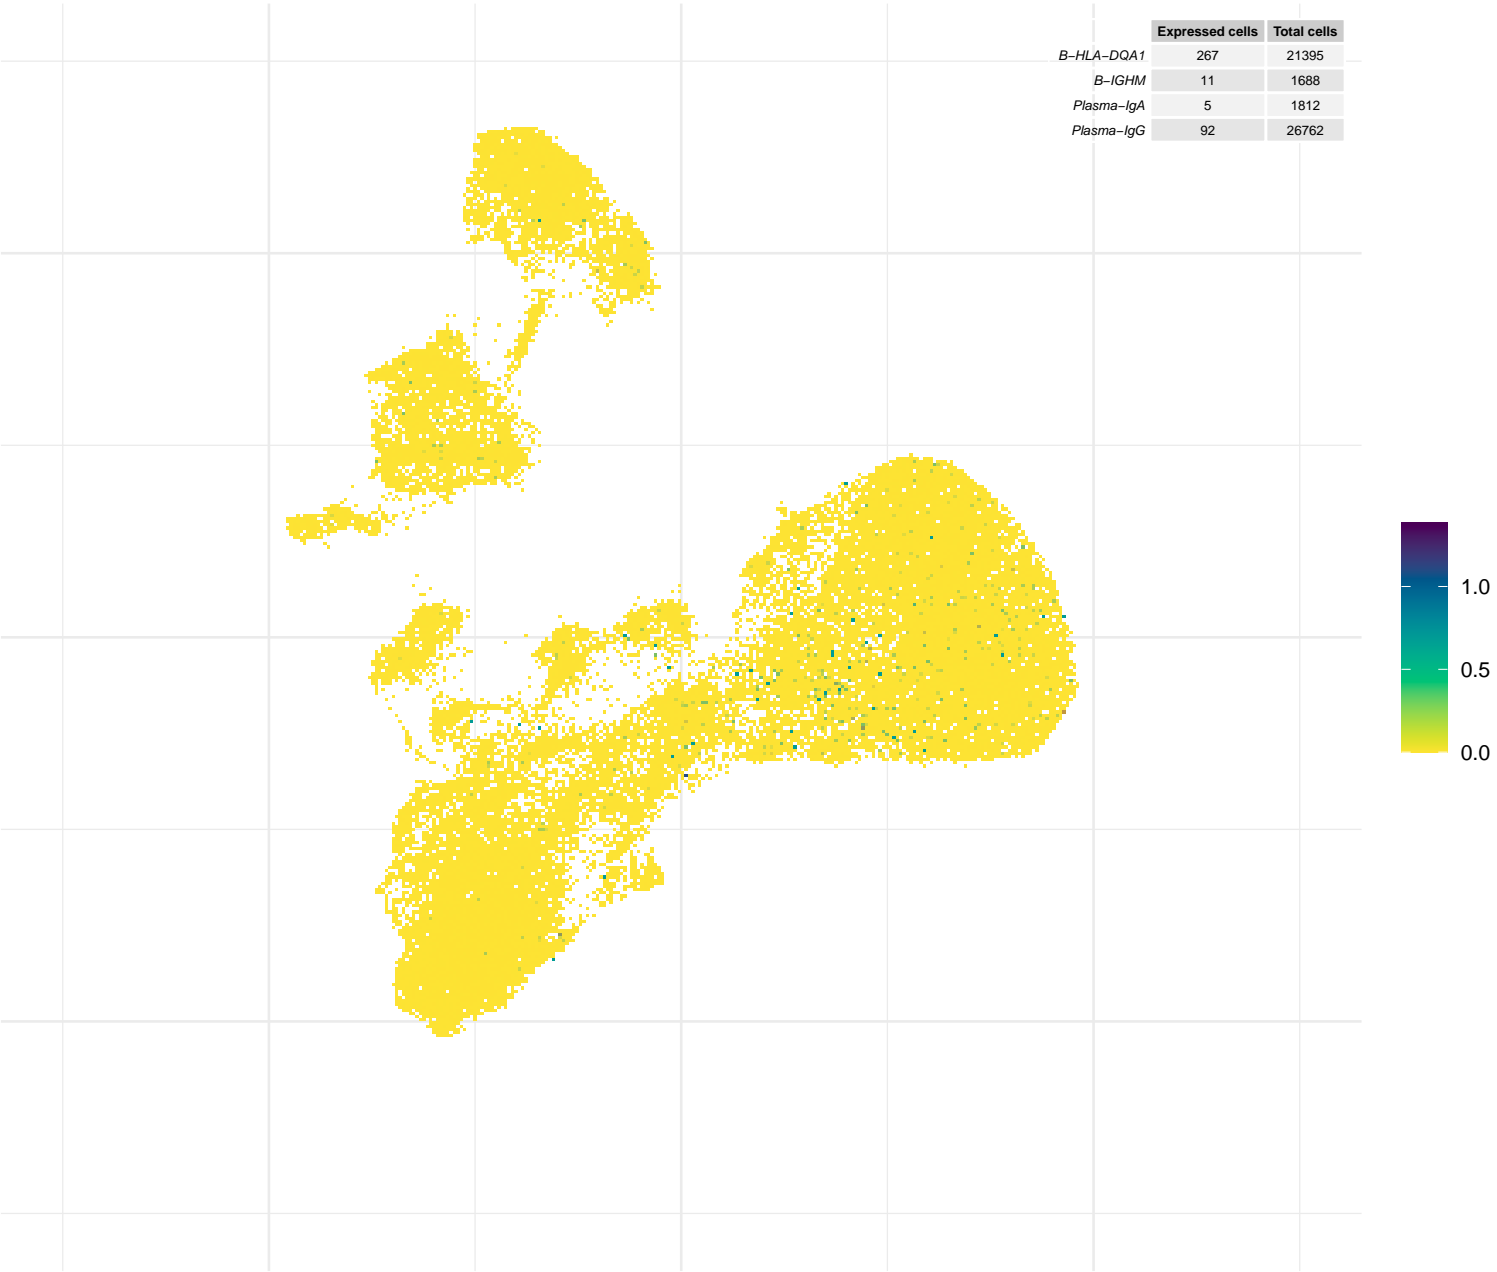 Expressed cells Total cells
B−HLA−DQA1 267 21395
B−IGHM 11 1688
Plasma−IgA 5 1812
Plasma−IgG 92 26762
1.0
0.5
0.0